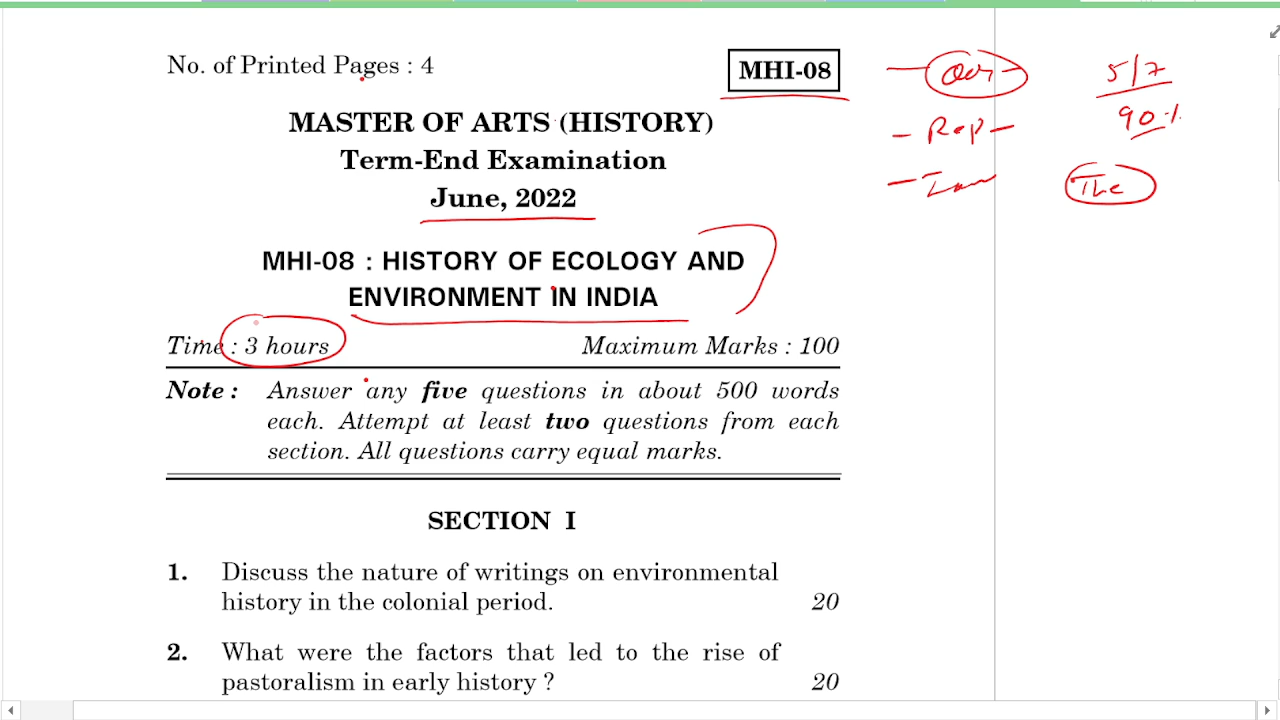 No. of Printed Pages : 4
MHI-08
MASTER OF ARTS (HISTORY)
Term-End Examination
June, 2022
MHI-08 : HISTORY OF ECOLOGY AND
ENVIRONMENT IN INDIA
Time : 3 hours
Maximum Marks : 100
Note : Answer any five questions in about 500 words
each. Attempt at least two questions from each
section. All questions carry equal marks.
SECTION I
1. Discuss the nature of writings on environmental
history in the colonial period. 20
2. What were the factors that led to the rise of
pastoralism in early history ? 20
5/7
- Rep -
90%
The